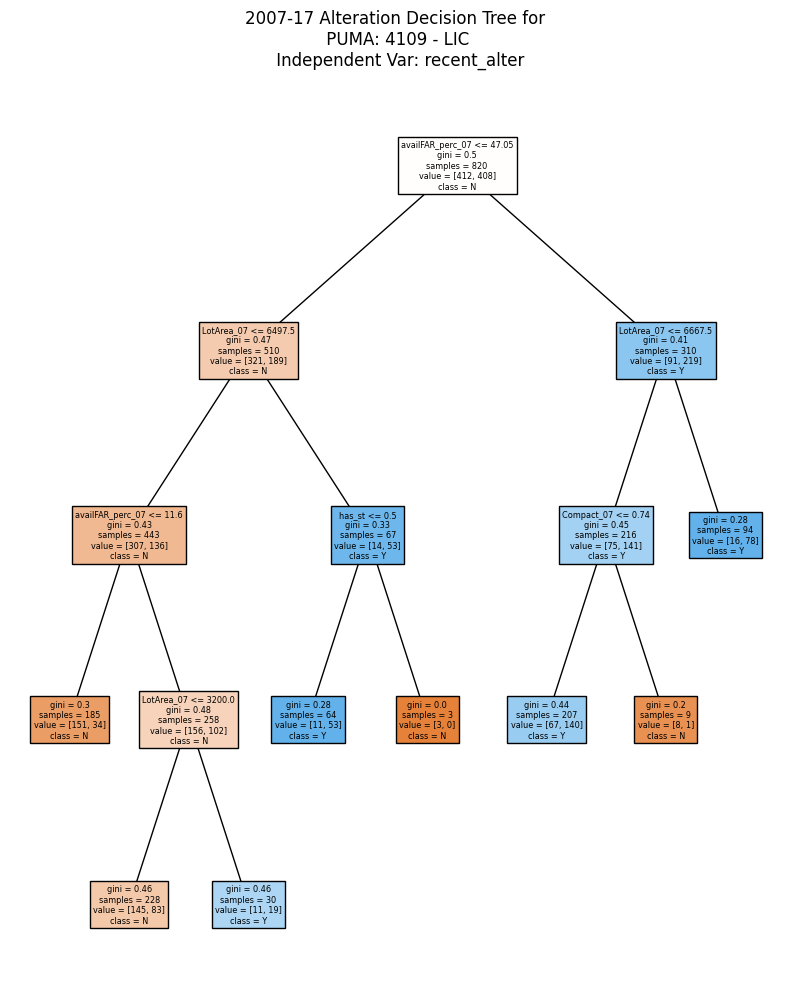 2007-17 Alteration Decision Tree for
PUMA: 4109 - LIC
Independent Var: recent_alter
availFAR_perc_07 <= 47.05
gini = 0.5
samples = 820
value = [412, 408]
class = N
LotArea_07 <= 6497.5
gini = 0.47
samples = 510
value = [321, 189]
class = N
LotArea_07 <= 6667.5
gini = 0.41
samples = 310
value = [91, 219]
class = Y
availFAR_perc_07 <= 11.6
gini = 0.43
samples = 443
value = [307, 136]
class = N
has_st <= 0.5
gini = 0.33
samples = 67
value = [14, 53]
class = Y
Compact_07 <= 0.74
gini = 0.45
samples = 216
value = [75, 141]
class = Y
gini = 0.28
samples = 94
value = [16, 78]
class = Y
gini = 0.3
samples = 185
value = [151, 34]
class = N
LotArea_07 <= 3200.0
gini = 0.48
samples = 258
value = [156, 102]
class = N
gini = 0.28
samples = 64
value = [11, 53]
class = Y
gini = 0.0
samples = 3
value = [3, 0]
class = N
gini = 0.44
samples = 207
value = [67, 140]
class = Y
gini = 0.2
samples = 9
value = [8, 1]
class = N
gini = 0.46
samples = 228
value = [145, 83]
class = N
gini = 0.46
samples = 30
value = [11, 19]
class = Y